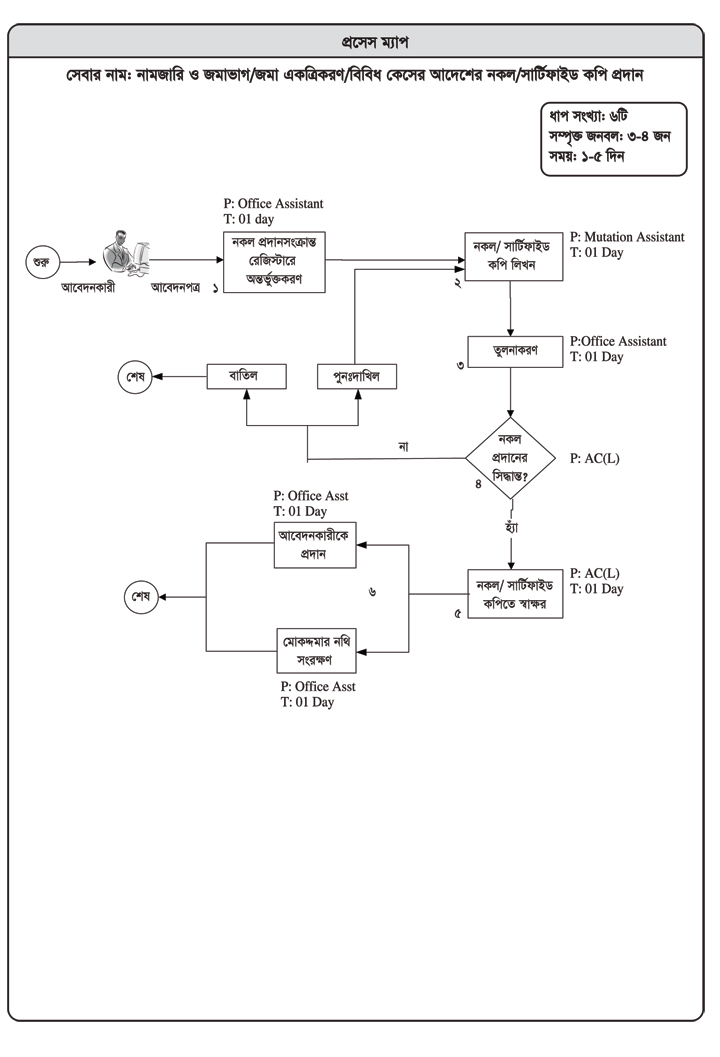 প্রসেস ম্যাপ
সেবার নাম: নামজারি ও জমাভাগ/জমা একত্রিকরণ/বিবিধ কেসের আদেশের নকল/সার্টিফাইড কপি প্রদান
ধাপ সংখ্যা: ৬টি
সম্পৃক্ত জনবল: ৩-৪ জন
সময়: ১-৫ দিন
P: Office Assistant
T: 01 day
শুরু
আবেদনকারী
আবেদনপত্র
১
নকল প্রদানসংক্রান্ত
রেজিস্টারে
অন্তর্ভুক্তকরণ
নকল/ সার্টিফাইড
কপি লিখন
২
P: Mutation Assistant
T: 01 Day
তুলনাকরণ
৩
P:Office Assistant
T: 01 Day
শেষ
বাতিল
পুনঃদাখিল
না
নকল
প্রদানের
সিদ্ধান্ত?
৪
P: AC(L)
হ্যাঁ
P: Office Asst
T: 01 Day
আবেদনকারীকে
প্রদান
শেষ
৬
নকল/ সার্টিফাইড
কপিতে স্বাক্ষর
৫
P: AC(L)
T: 01 Day
মোকদ্দমার নথি
সংরক্ষণ
P: Office Asst
T: 01 Day